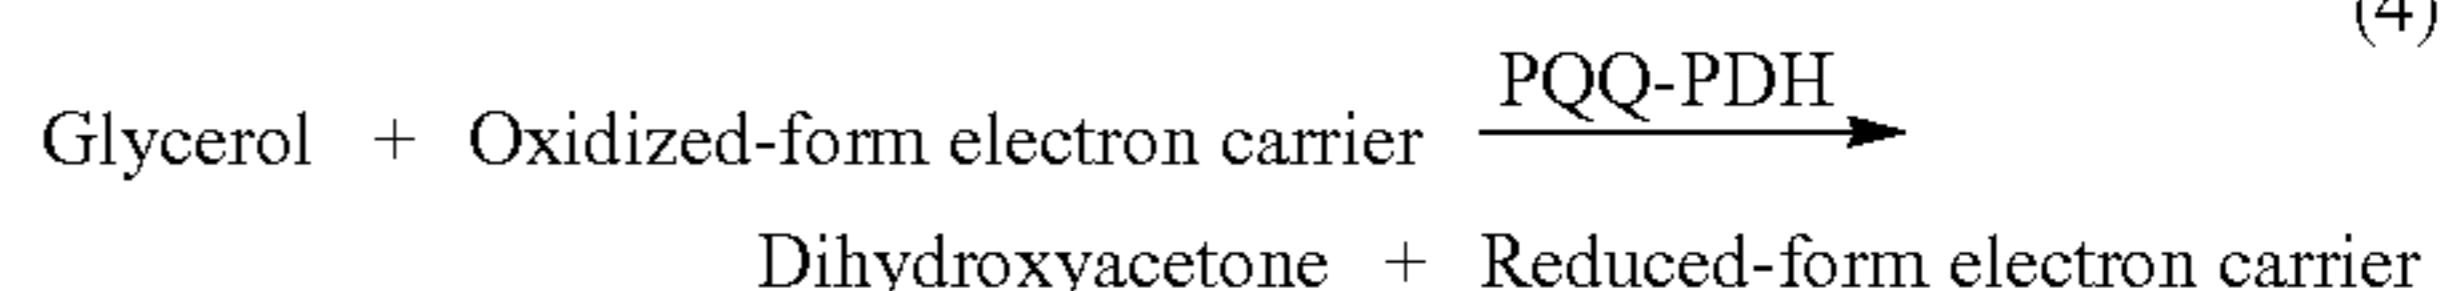 (4)
PQQ-PDH
Glycerol + Oxidized-form electron carrier
Dihydroxyacetone + Reduced-form electron carrier